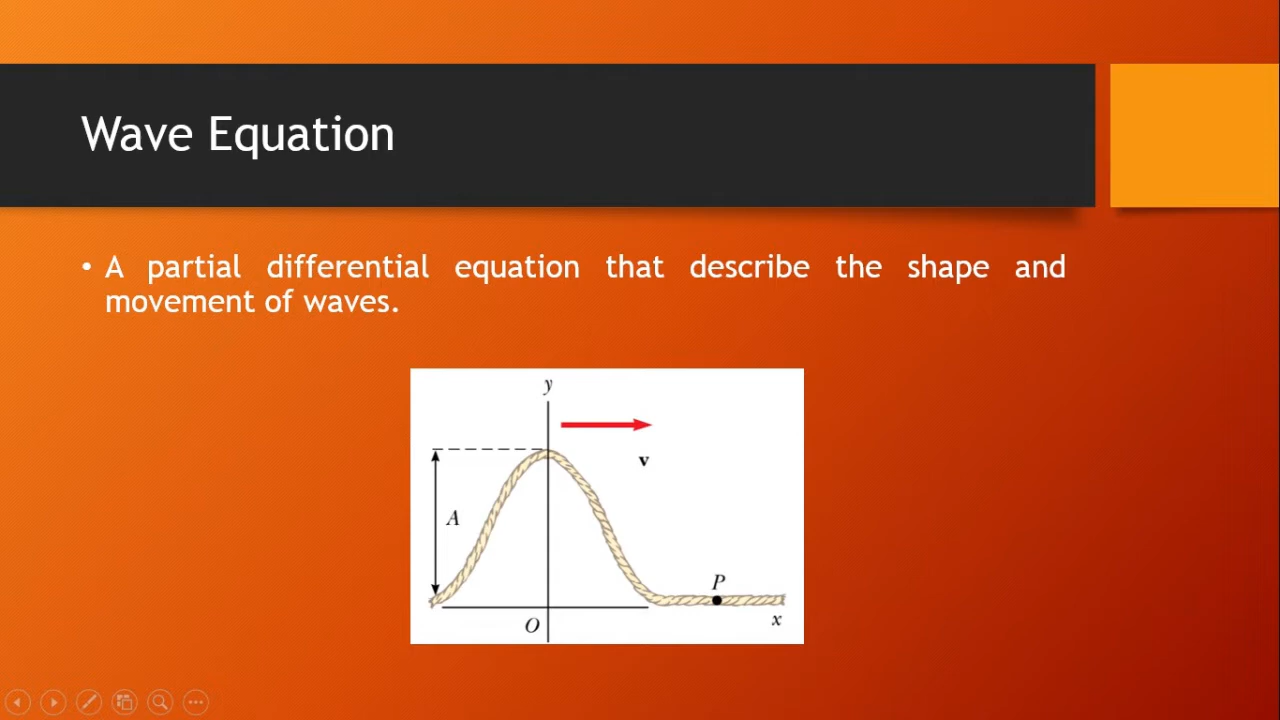 Wave Equation
• A partial differential equation that describe the shape and
movement of waves.
y
v
A
P
O
x